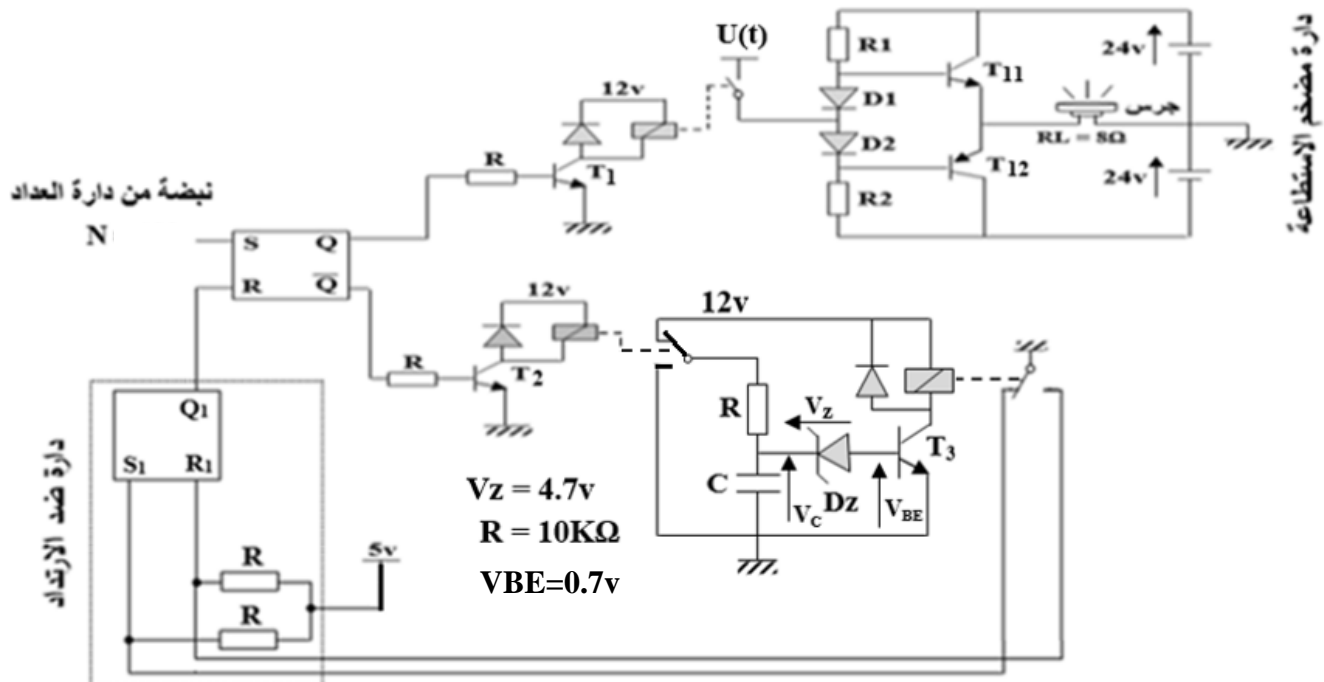 U(t)
12v
R
T1
R1
D1
D2
R2
T11
T12
24v
24v
جرس
RL = 8Ω
دارة مضخم الاستطاعة
نبضة من دارة العداد
N
S
Q
R
Q̅
12v
R
T2
12v
R
C
Vz
Dz
VC
VBE
T3
Q1
S1
R1
R
R
5v
دارة ضد الارتداد
Vz = 4.7v
R = 10KΩ
VBE=0.7v